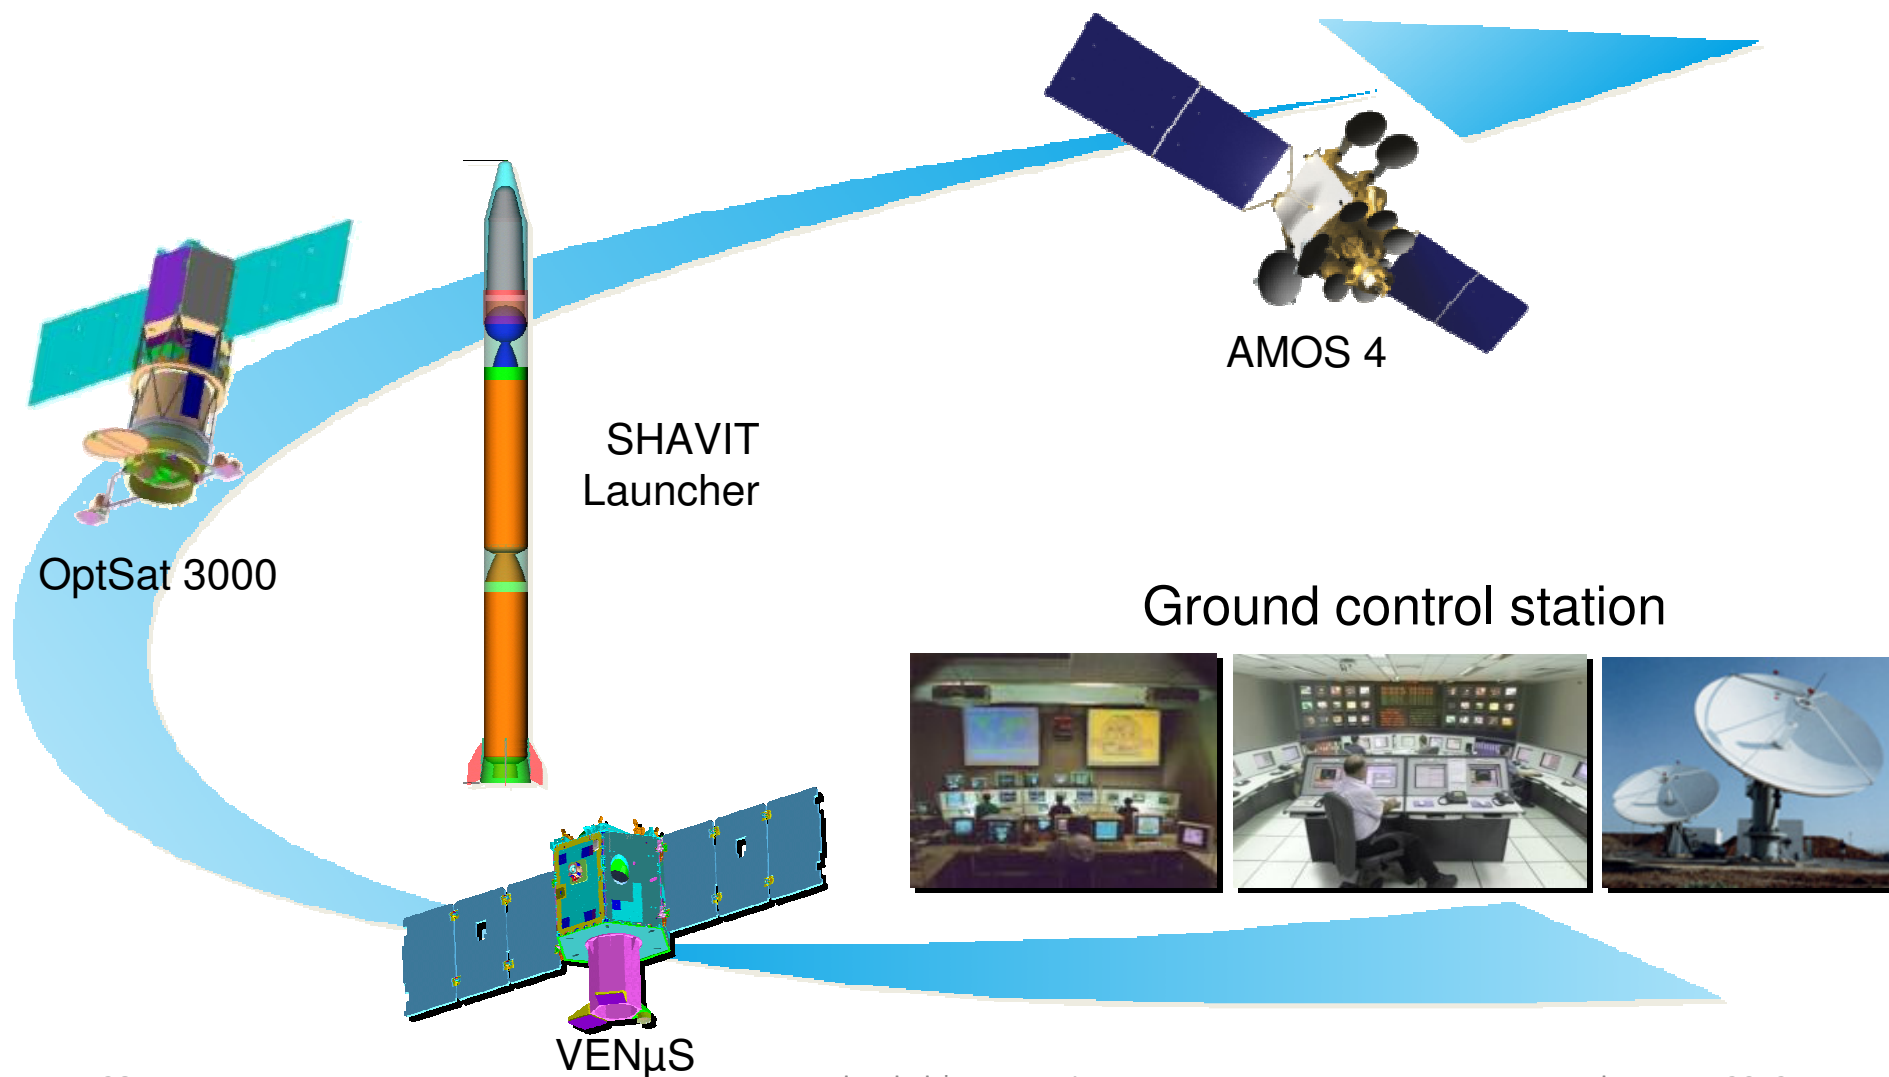 AMOS 4
SHAVIT
Launcher
OptSat 3000
Ground control station
VENµS